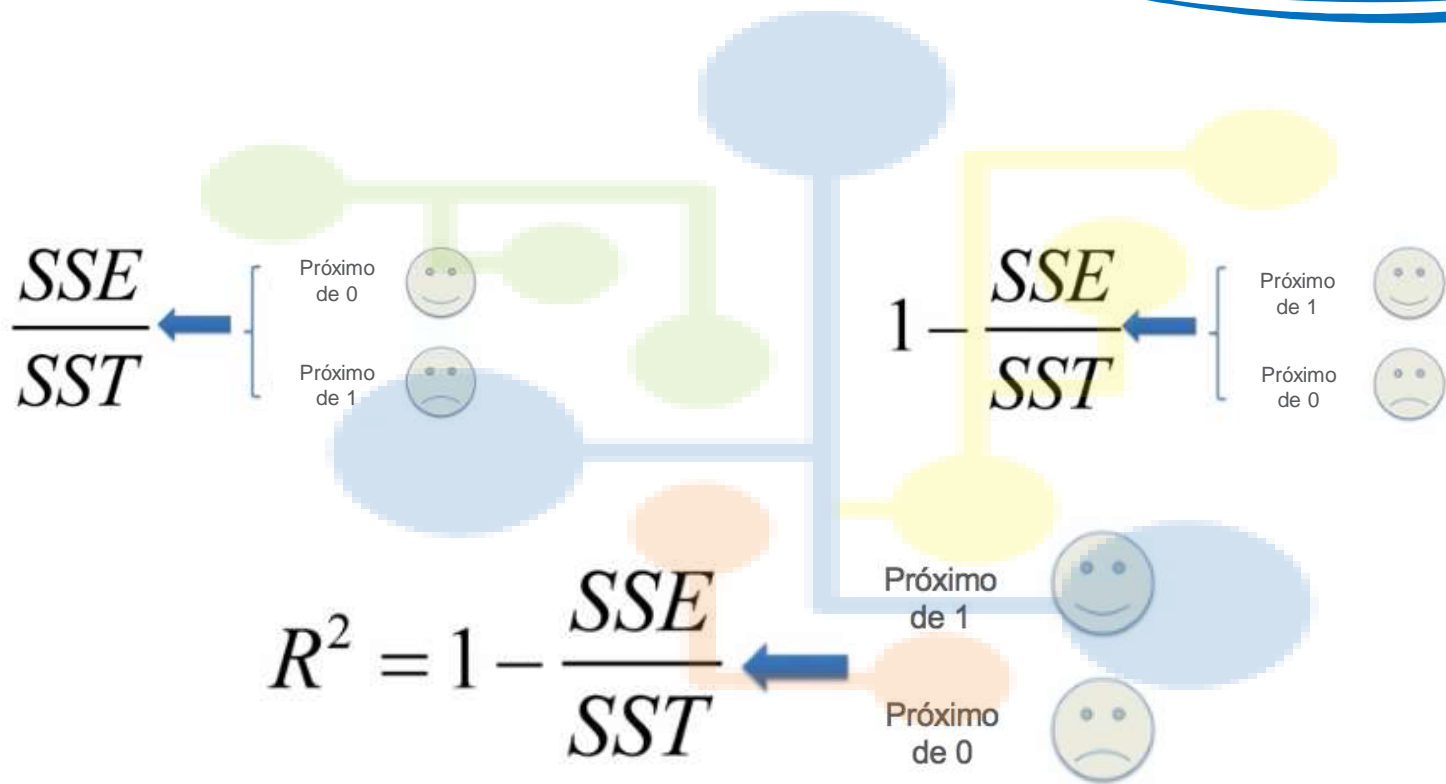 SSE
SST
Próximo
de 0
Próximo
de 1
1 − SSE
SST
Próximo
de 1
Próximo
de 0
R² = 1 − SSE
SST
Próximo
de 1
Próximo
de 0